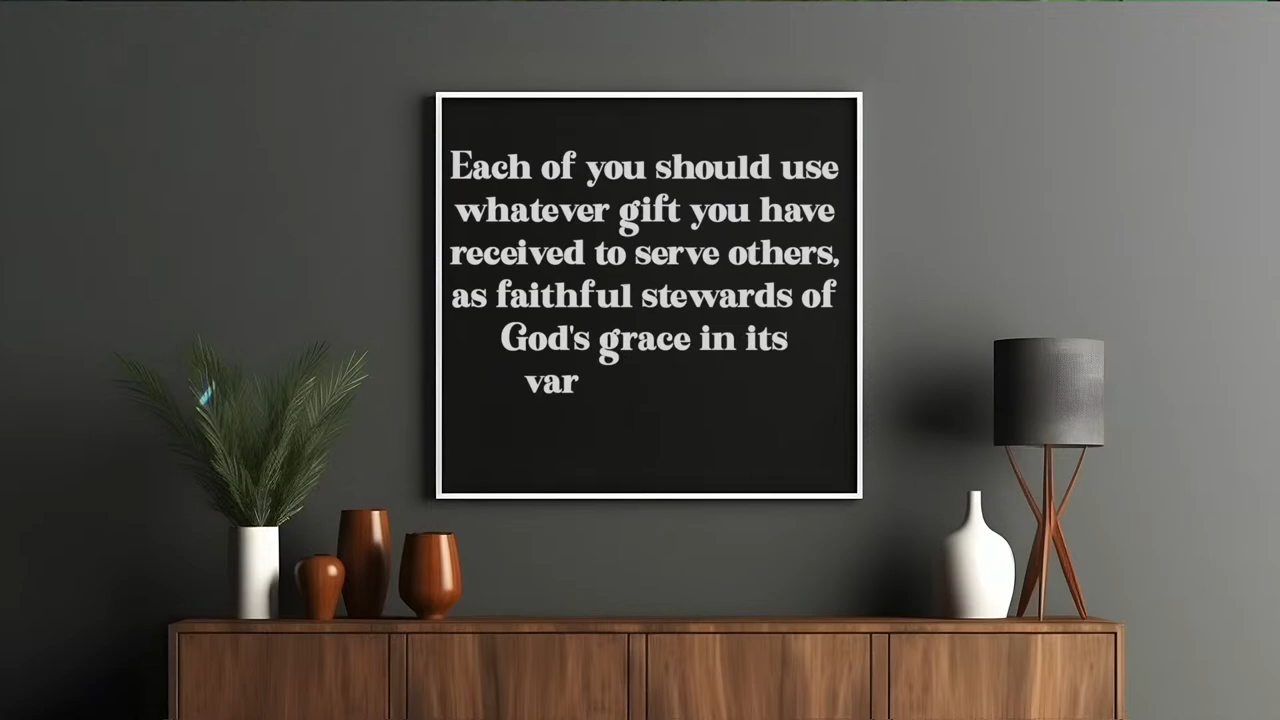 Each of you should use
whatever gift you have
received to serve others,
as faithful stewards of
God's grace in its
var